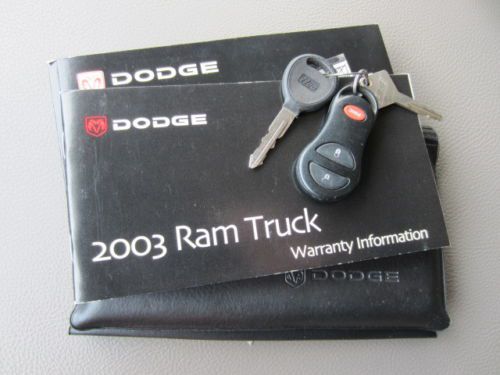 DODGE
DODGE
2003 Ram Truck
Warranty Information
DODGE